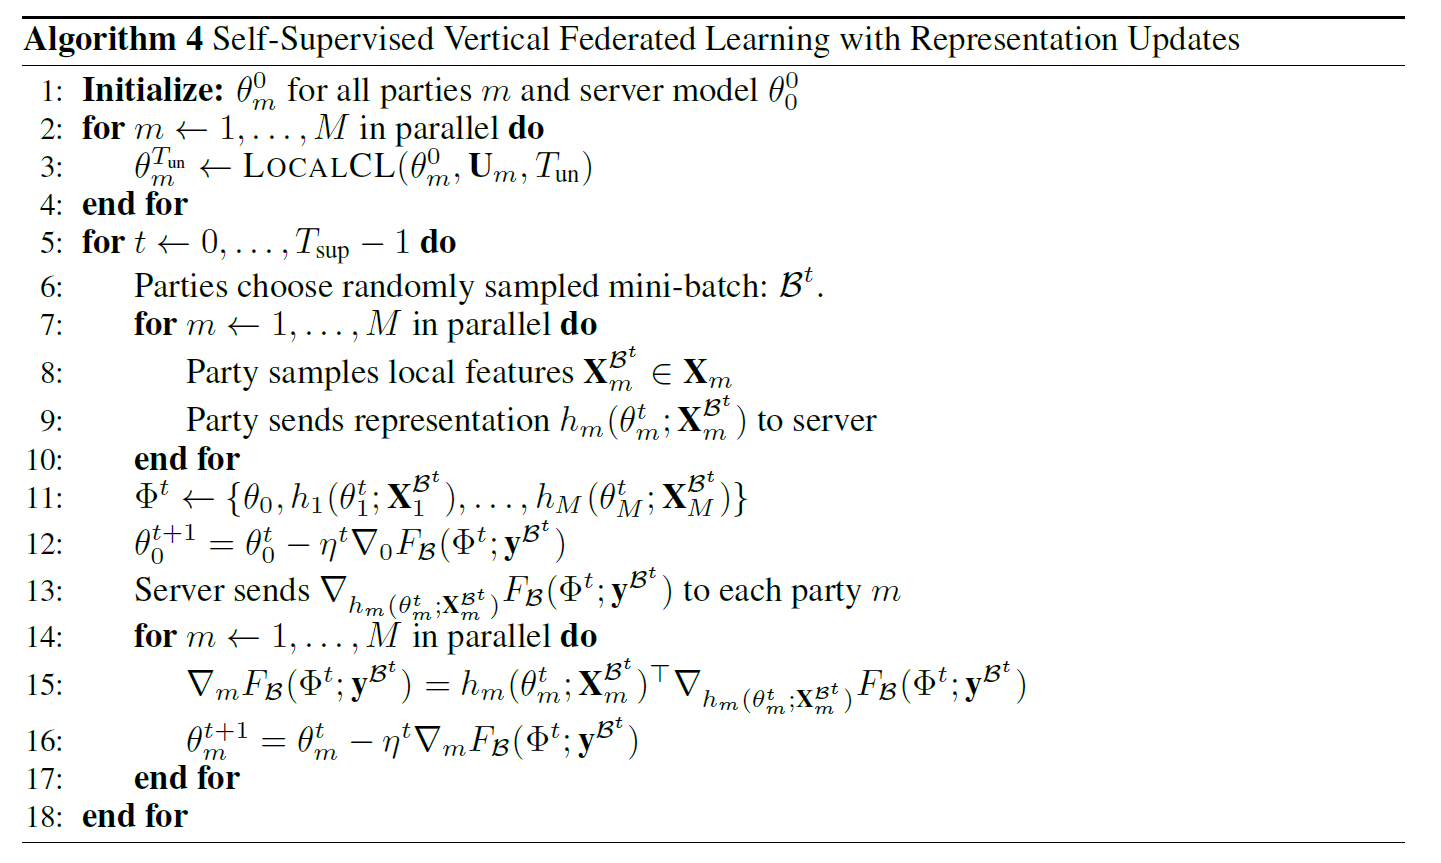 Algorithm 4 Self-Supervised Vertical Federated Learning with Representation Updates
1: Initialize: $\theta_m^0$ for all parties $m$ and server model $\theta_0^0$
2: for $m \leftarrow 1, \ldots, M$ in parallel do
3: $\theta_m^{T_{\text{un}}} \leftarrow \text{LOCALCL}(\theta_m^0, \mathbf{U}_m, T_{\text{un}})$
4: end for
5: for $t \leftarrow 0, \ldots, T_{\text{sup}} - 1$ do
6: Parties choose randomly sampled mini-batch: $\mathcal{B}^t$.
7: for $m \leftarrow 1, \ldots, M$ in parallel do
8: Party samples local features $\mathbf{X}_m^{\mathcal{B}^t} \in \mathbf{X}_m$
9: Party sends representation $h_m(\theta_m^t; \mathbf{X}_m^{\mathcal{B}^t})$ to server
10: end for
11: $\Phi^t \leftarrow \{\theta_0, h_1(\theta_1^t; \mathbf{X}_1^{\mathcal{B}^t}), \ldots, h_M(\theta_M^t; \mathbf{X}_M^{\mathcal{B}^t})\}$
12: $\theta_0^{t+1} = \theta_0^t - \eta^t \nabla_0 F_{\mathcal{B}}(\Phi^t; \mathbf{y}^{\mathcal{B}^t})$
13: Server sends $\nabla_{h_m(\theta_m^t; \mathbf{X}_m^{\mathcal{B}^t})} F_{\mathcal{B}}(\Phi^t; \mathbf{y}^{\mathcal{B}^t})$ to each party $m$
14: for $m \leftarrow 1, \ldots, M$ in parallel do
15: $\nabla_m F_{\mathcal{B}}(\Phi^t; \mathbf{y}^{\mathcal{B}^t}) = h_m(\theta_m^t; \mathbf{X}_m^{\mathcal{B}^t})^\top \nabla_{h_m(\theta_m^t; \mathbf{X}_m^{\mathcal{B}^t})} F_{\mathcal{B}}(\Phi^t; \mathbf{y}^{\mathcal{B}^t})$
16: $\theta_m^{t+1} = \theta_m^t - \eta^t \nabla_m F_{\mathcal{B}}(\Phi^t; \mathbf{y}^{\mathcal{B}^t})$
17: end for
18: end for